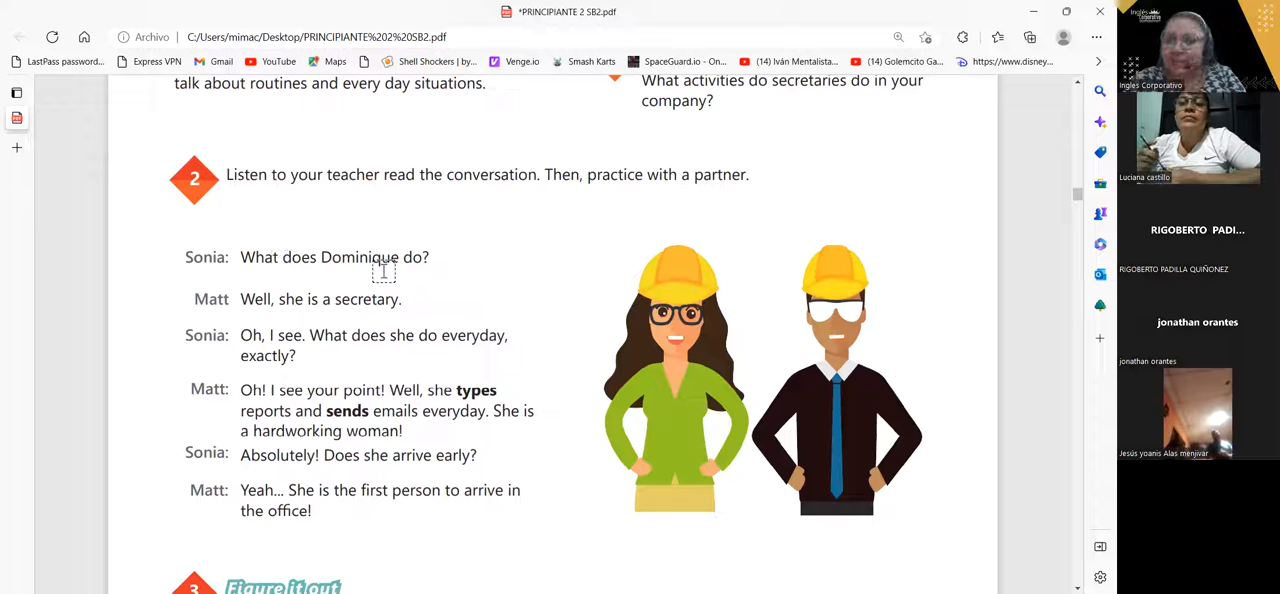 *PRINCIPIANTE 2 SB2.pdf
Archivo C:/Users/mimac/Desktop/PRINCIPIANTE%202%20SB2.pdf
LastPass password... Express VPN Gmail YouTube Maps Shell Shockers | by... Venge.io Smash Karts SpaceGuard.io - On... (14) Iván Mentalista... (14) Golemcito Ga... https://www.disney...
talk about routines and every day situations.
What activities do secretaries do in your
company?
2 Listen to your teacher read the conversation. Then, practice with a partner.
Sonia: What does Dominique do?
Matt Well, she is a secretary.
Sonia: Oh, I see. What does she do everyday,
exactly?
Matt: Oh! I see your point! Well, she types
reports and sends emails everyday. She is
a hardworking woman!
Sonia: Absolutely! Does she arrive early?
Matt: Yeah... She is the first person to arrive in
the office!
3 Figure it out
Inglés
Corporativo
Ingles Corporativo
Luciana castillo
RIGOBERTO PADI...
RIGOBERTO PADILLA QUIÑONEZ
jonathan orantes
jonathan orantes
Jesús yoanis Alas menjivar